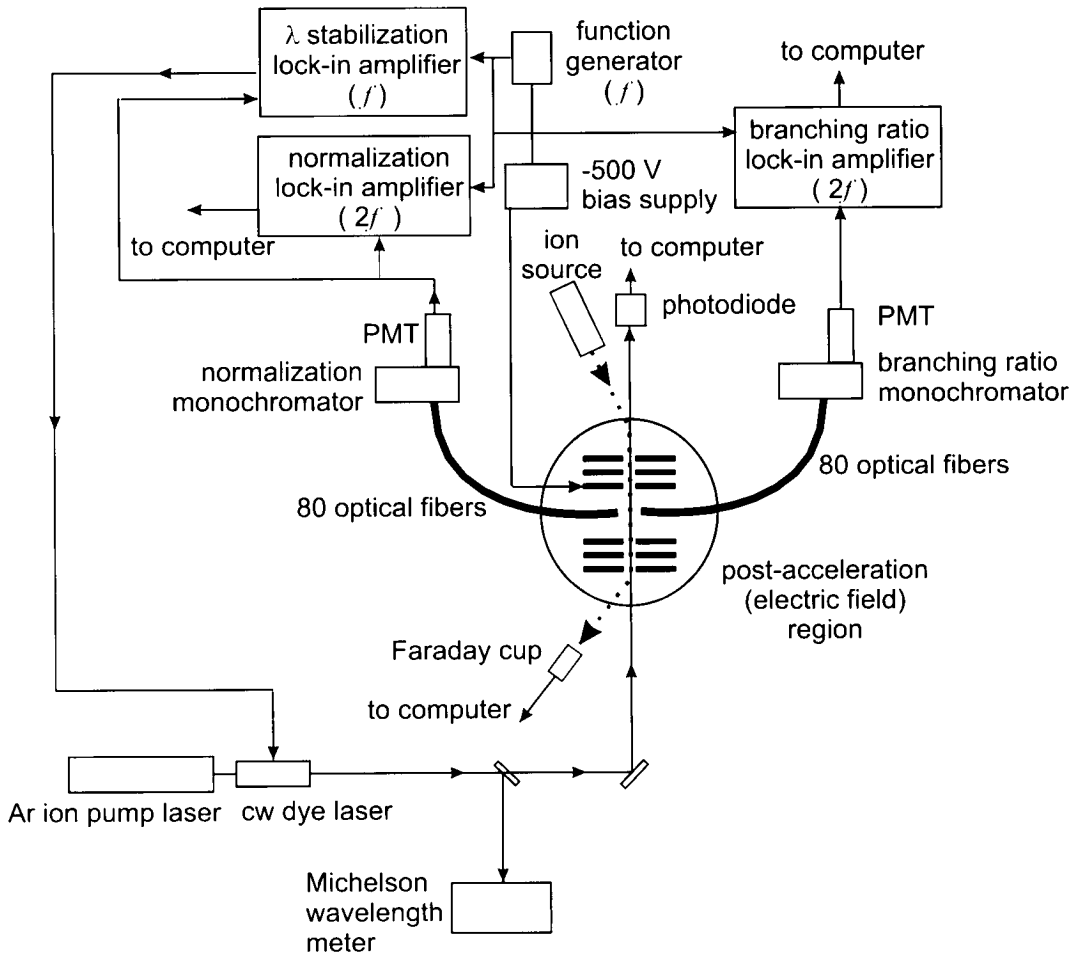 λ stabilization
lock-in amplifier
(f)
function
generator
(f)
to computer
normalization
lock-in amplifier
(2f)
branching ratio
lock-in amplifier
(2f)
-500 V
bias supply
to computer
ion
source
to computer
photodiode
PMT
PMT
normalization
monochromator
branching ratio
monochromator
80 optical fibers
80 optical fibers
post-acceleration
(electric field)
region
Faraday cup
to computer
Ar ion pump laser
cw dye laser
Michelson
wavelength
meter